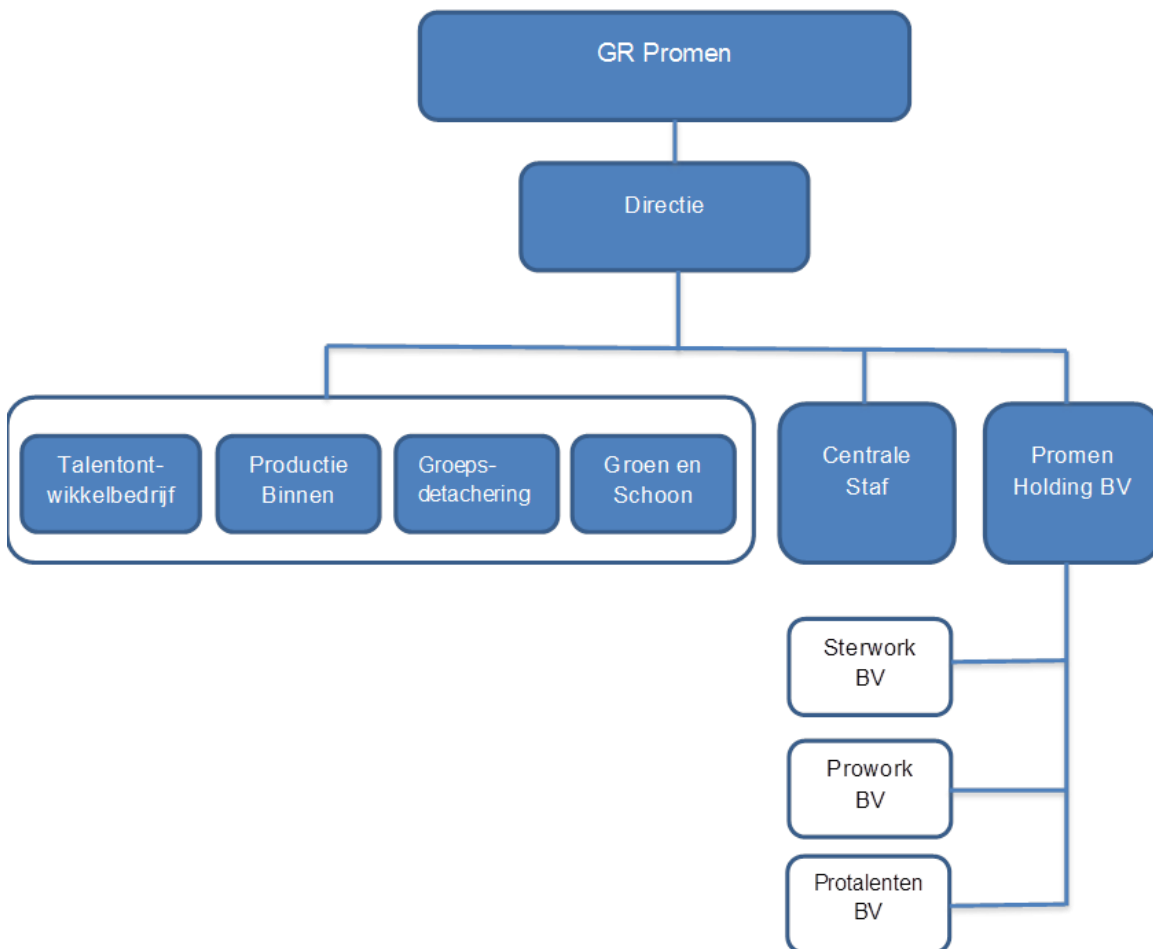 GR Promen
Directie
Talentont-
wikkelbedrijf
Productie
Binnen
Groeps-
detachering
Groen en
Schoon
Centrale
Staf
Promen
Holding BV
Sterwork
BV
Prowork
BV
Protalenten
BV